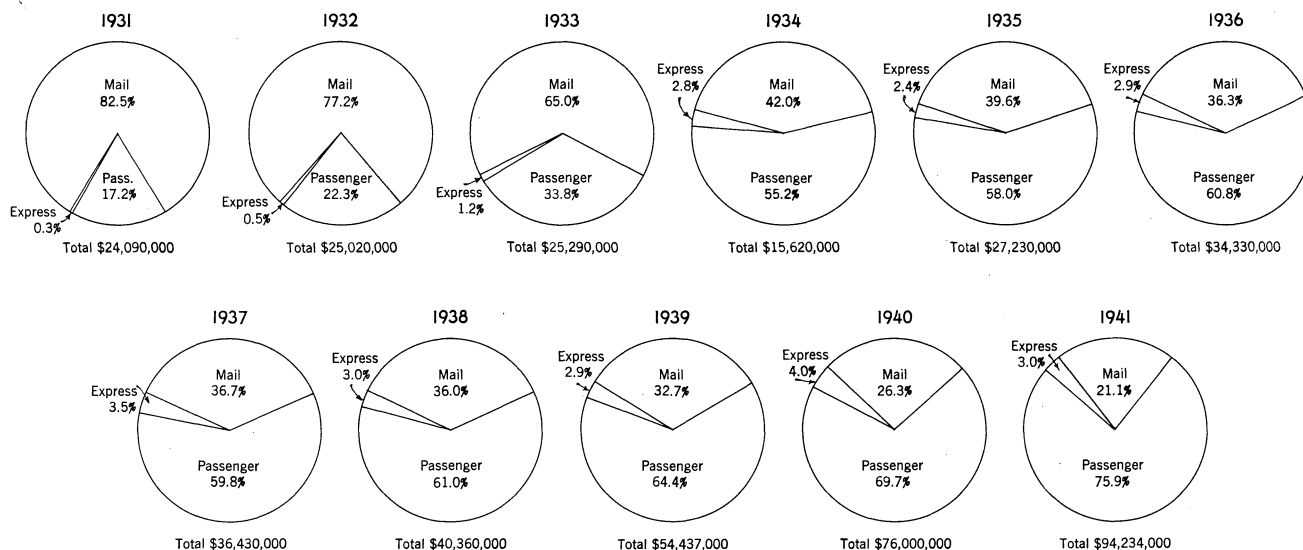 1931
Mail
82.5%
Pass.
17.2%
Express
0.3%
Total $24,090,000
1932
Mail
77.2%
Passenger
22.3%
Express
0.5%
Total $25,020,000
1933
Mail
65.0%
Passenger
33.8%
Express
1.2%
Total $25,290,000
1934
Express
2.8%
Mail
42.0%
Passenger
55.2%
Total $15,620,000
1935
Express
2.4%
Mail
39.6%
Passenger
58.0%
Total $27,230,000
1936
Express
2.9%
Mail
36.3%
Passenger
60.8%
Total $34,330,000
1937
Mail
36.7%
Express
3.5%
Passenger
59.8%
Total $36,430,000
1938
Express
3.0%
Mail
36.0%
Passenger
61.0%
Total $40,360,000
1939
Express
2.9%
Mail
32.7%
Passenger
64.4%
Total $54,437,000
1940
Express
4.0%
Mail
26.3%
Passenger
69.7%
Total $76,000,000
1941
Express
3.0%
Mail
21.1%
Passenger
75.9%
Total $94,234,000